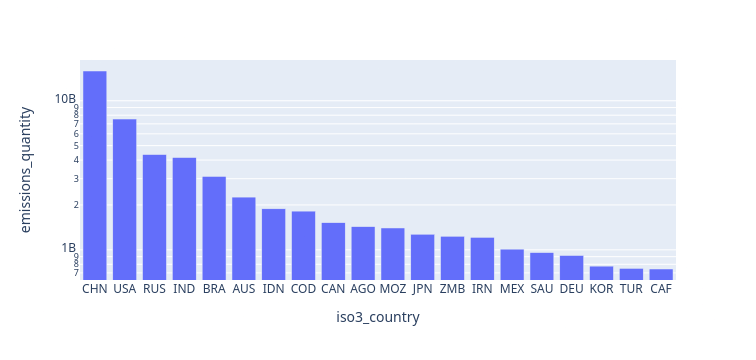 emissions_quantity
10B
9
8
7
6
5
4
3
2
1B
9
8
7
CHN USA RUS IND BRA AUS IDN COD CAN AGO MOZ JPN ZMB IRN MEX SAU DEU KOR TUR CAF
iso3_country